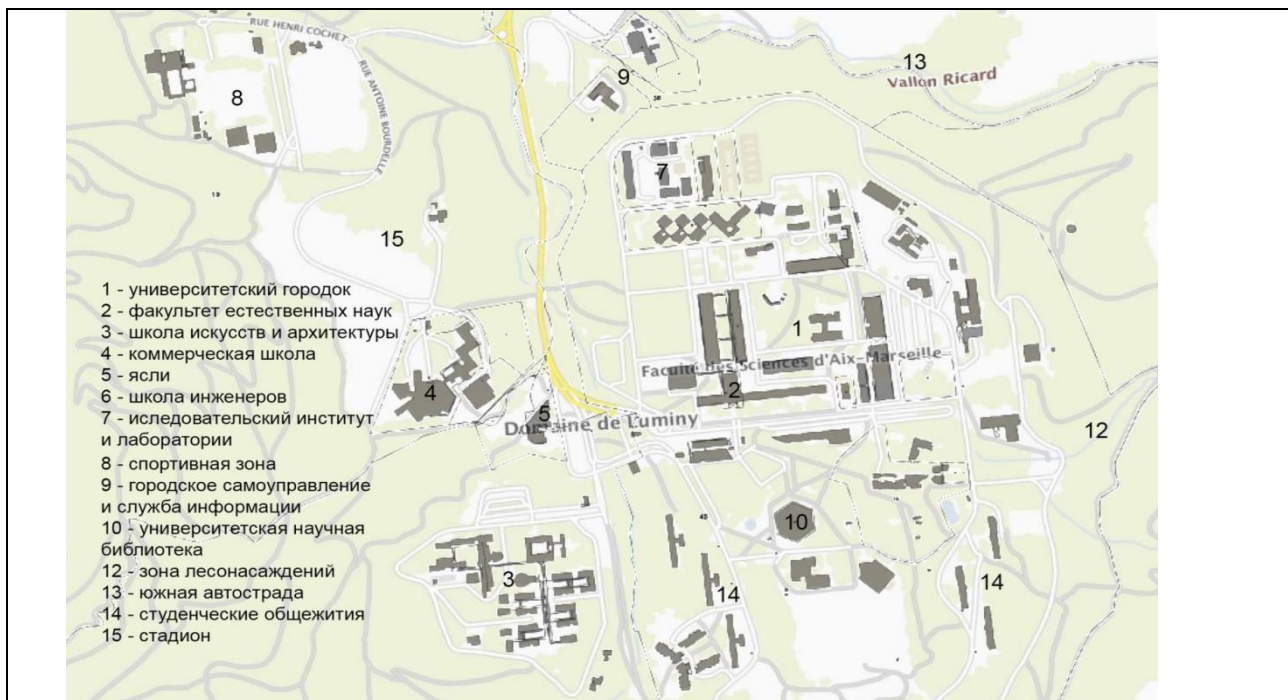 RUE HENRI COCHET
RUE ANTOINE BOURDELLE
8
9
13
Vallon Ricard
38
7
19
15
1 - университетский городок
2 - факультет естественных наук
3 - школа искусств и архитектуры
4 - коммерческая школа
5 - ясли
6 - школа инженеров
7 - иследовательский институт
и лаборатории
8 - спортивная зона
9 - городское самоуправление
и служба информации
10 - университетская научная
библиотека
12 - зона лесонасаждений
13 - южная автострада
14 - студенческие общежития
15 - стадион
1
Faculté des Sciences d'Aix-Marseille
2
4
5
Domaine de Luminy
12
10
3
14
14